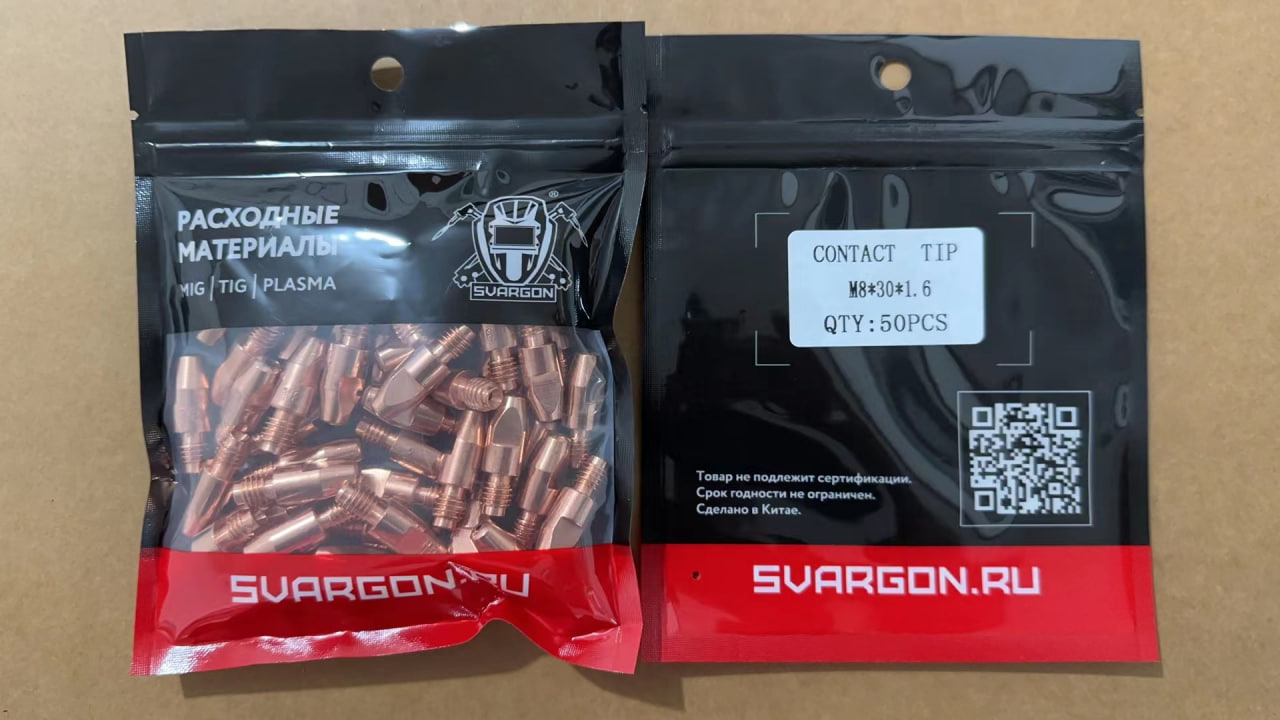 РАСХОДНЫЕ
МАТЕРИАЛЫ
MIG | TIG | PLASMA
®
SVARGON
SVARGON.RU
CONTACT TIP
M8*30*1.6
QTY:50PCS
Товар не подлежит сертификации.
Срок годности не ограничен.
Сделано в Китае.
SVARGON.RU